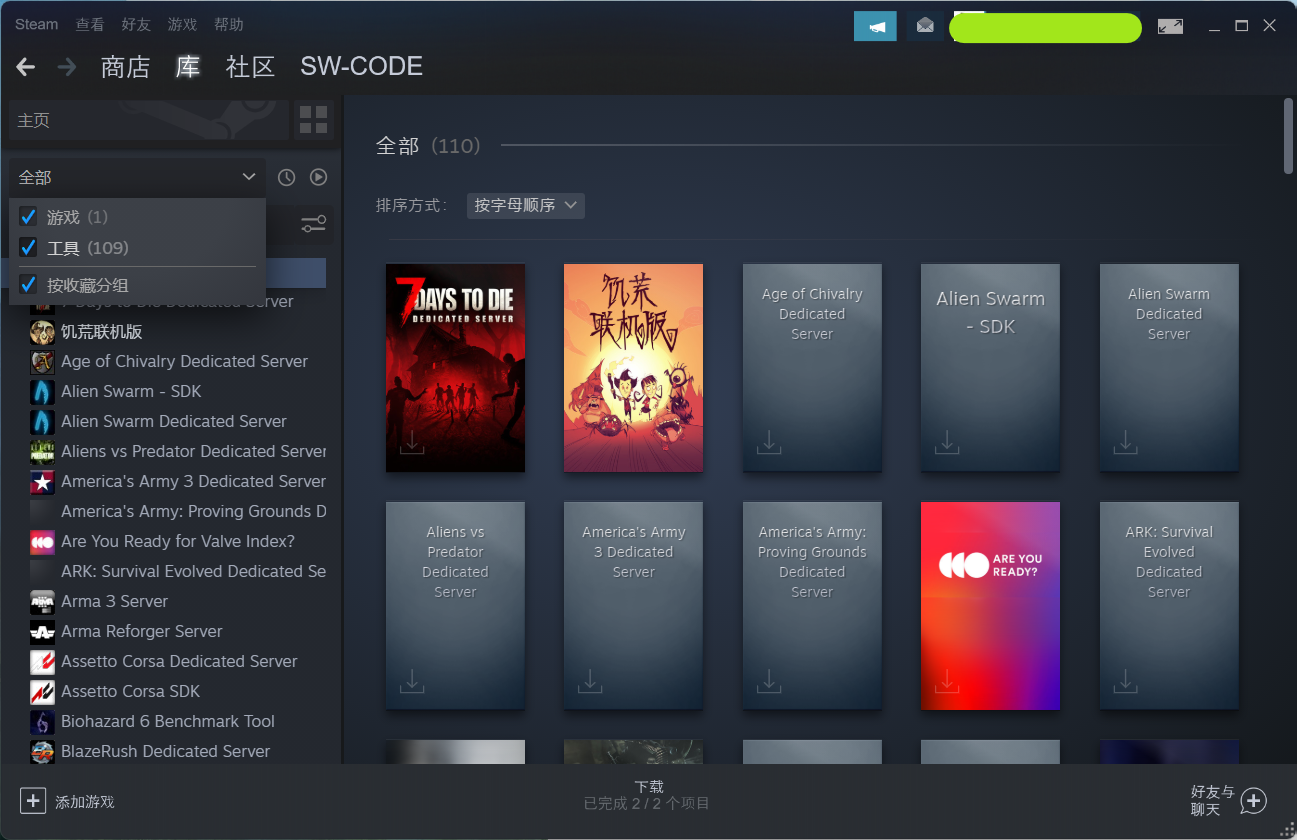 Steam 查看 好友 游戏 帮助
商店 库 社区 SW-CODE
主页
全部
游戏 (1)
工具 (109)
按收藏分组
饥荒联机版
Age of Chivalry Dedicated Server
Alien Swarm - SDK
Alien Swarm Dedicated Server
Aliens vs Predator Dedicated Server
America's Army 3 Dedicated Server
America's Army: Proving Grounds D
Are You Ready for Valve Index?
ARK: Survival Evolved Dedicated Se
Arma 3 Server
Arma Reforger Server
Assetto Corsa Dedicated Server
Assetto Corsa SDK
Biohazard 6 Benchmark Tool
BlazeRush Dedicated Server
全部 (110)
排序方式: 按字母顺序
7 DAYS TO DIE
DEDICATED SERVER
饥荒
联机版
Age of Chivalry
Dedicated
Server
Alien Swarm
- SDK
Alien Swarm
Dedicated
Server
Aliens vs
Predator
Dedicated
Server
America's Army
3 Dedicated
Server
America's Army:
Proving Grounds
Dedicated
Server
ARE YOU
READY?
ARK: Survival
Evolved
Dedicated
Server
添加游戏
下载
已完成 2 / 2 个项目
好友与
聊天